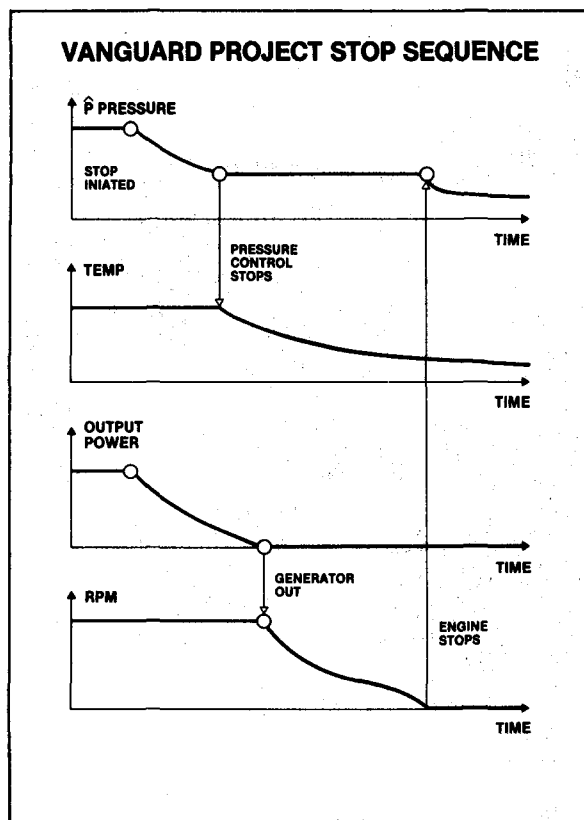 VANGUARD PROJECT STOP SEQUENCE
P̂ PRESSURE
STOP
INIATED
TIME
PRESSURE
CONTROL
STOPS
TEMP
TIME
OUTPUT
POWER
TIME
GENERATOR
OUT
RPM
ENGINE
STOPS
TIME